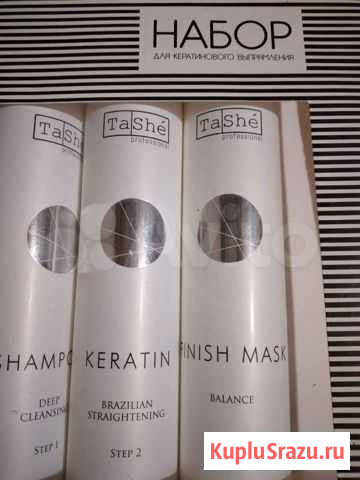 НАБОР
ДЛЯ КЕРАТИНОВОГО ВЫПРЯМЛЕНИЯ
TaShé
professional
SHAMPO
DEEP
CLEANSING
STEP 1
TaShé
professional
KERATIN
BRAZILIAN
STRAIGHTENING
STEP 2
TaShé
professional
FINISH MASK
BALANCE
Avito
KupluSrazu.ru